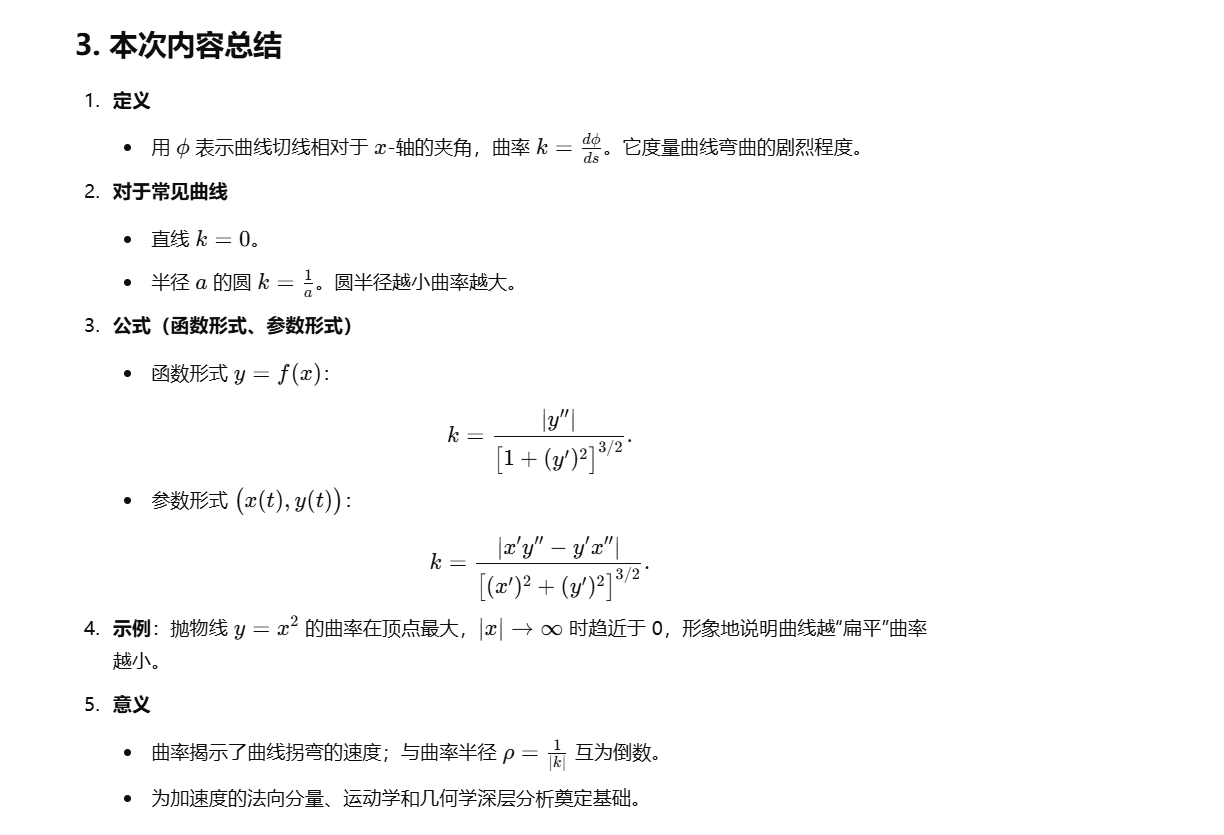 3. 本次内容总结
1. 定义
• 用 ϕ 表示曲线切线相对于 x-轴的夹角，曲率 k = dϕ/ds。它度量曲线弯曲的剧烈程度。
2. 对于常见曲线
• 直线 k = 0。
• 半径 a 的圆 k = 1/a。圆半径越小曲率越大。
3. 公式（函数形式、参数形式）
• 函数形式 y = f(x)：
k = |y″| / [1 + (y′)²]^{3/2}.
• 参数形式 (x(t), y(t))：
k = |x′y″ − y′x″| / [(x′)² + (y′)²]^{3/2}.
4. 示例：抛物线 y = x² 的曲率在顶点最大，|x| → ∞ 时趋近于 0，形象地说明曲线越“扁平”曲率
越小。
5. 意义
• 曲率揭示了曲线拐弯的速度；与曲率半径 ρ = 1/|k| 互为倒数。
• 为加速度的法向分量、运动学和几何学深层分析奠定基础。